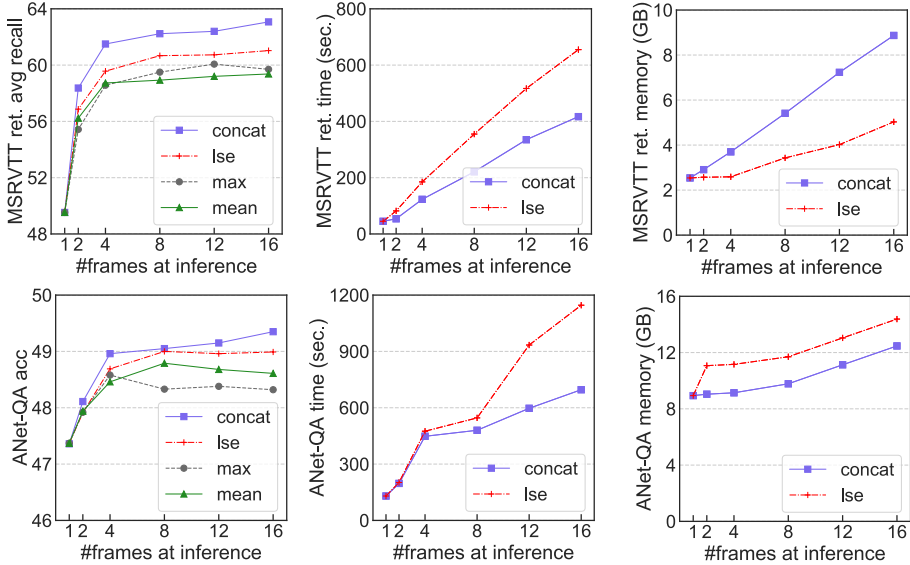 MSRVTT ret. avg recall
64
60
56
52
48
concat
lse
max
mean
1 2 4 8 12 16
#frames at inference
MSRVTT ret. time (sec.)
800
600
400
200
0
concat
lse
1 2 4 8 12 16
#frames at inference
MSRVTT ret. memory (GB)
10
8
6
4
2
0
concat
lse
1 2 4 8 12 16
#frames at inference
ANet-QA acc
50
49
48
47
46
concat
lse
max
mean
1 2 4 8 12 16
#frames at inference
ANet-QA time (sec.)
1200
900
600
300
0
concat
lse
1 2 4 8 12 16
#frames at inference
ANet-QA memory (GB)
16
12
8
4
0
concat
lse
1 2 4 8 12 16
#frames at inference